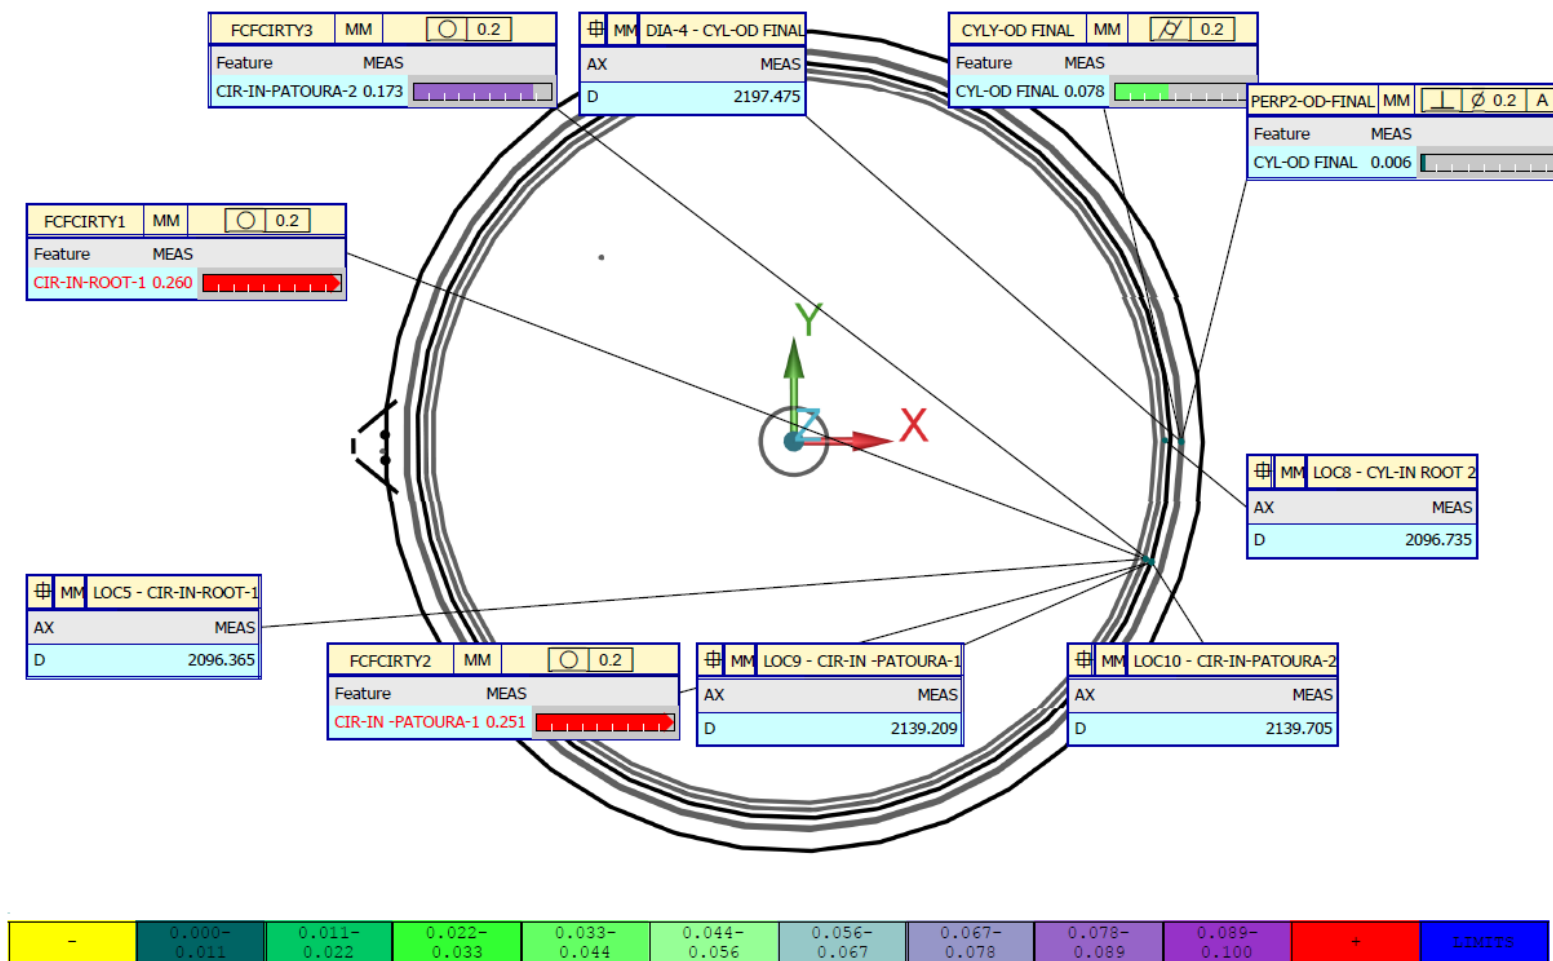 FCFCIRTY3 MM ○ 0.2
Feature MEAS
CIR-IN-PATOURA-2 0.173
MM DIA-4 - CYL-OD FINAL
AX MEAS
D 2197.475
CYLY-OD FINAL MM ⌭ 0.2
Feature MEAS
CYL-OD FINAL 0.078
PERP2-OD-FINAL MM ⊥ Ø 0.2 A
Feature MEAS
CYL-OD FINAL 0.006
FCFCIRTY1 MM ○ 0.2
Feature MEAS
CIR-IN-ROOT-1 0.260
Y
Z
X
MM LOC8 - CYL-IN ROOT 2
AX MEAS
D 2096.735
MM LOC5 - CIR-IN-ROOT-1
AX MEAS
D 2096.365
FCFCIRTY2 MM ○ 0.2
Feature MEAS
CIR-IN -PATOURA-1 0.251
MM LOC9 - CIR-IN -PATOURA-1
AX MEAS
D 2139.209
MM LOC10 - CIR-IN-PATOURA-2
AX MEAS
D 2139.705
-
0.000-
0.011
0.011-
0.022
0.022-
0.033
0.033-
0.044
0.044-
0.056
0.056-
0.067
0.067-
0.078
0.078-
0.089
0.089-
0.100
+
LIMITS